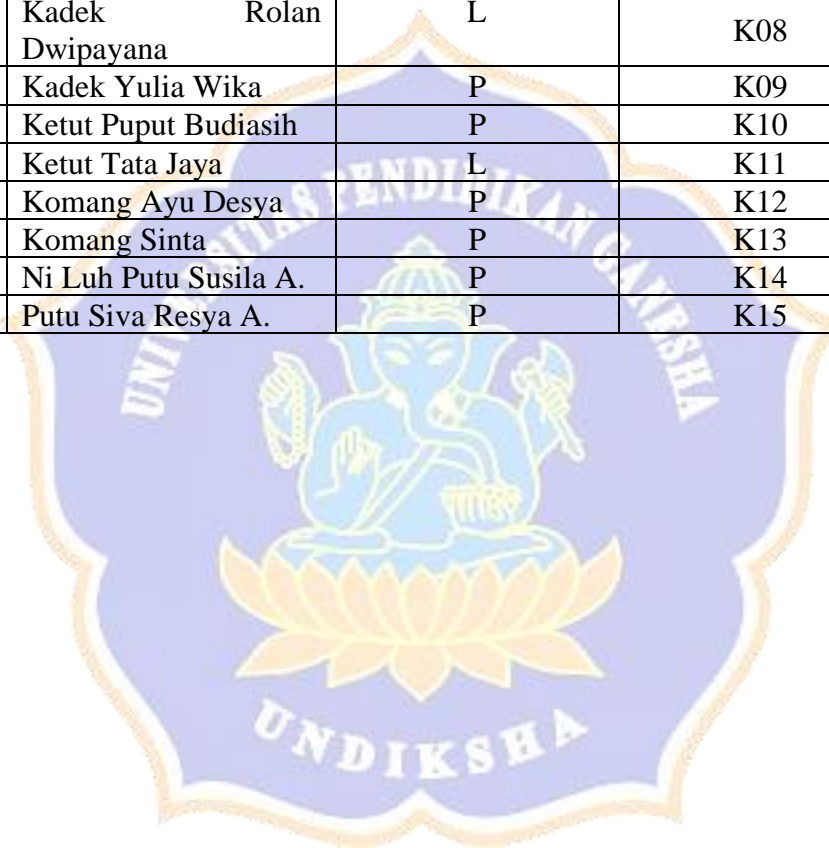 Kadek Rolan L K08
Dwipayana
Kadek Yulia Wika P K09
Ketut Puput Budiasih P K10
Ketut Tata Jaya L K11
Komang Ayu Desya P K12
Komang Sinta P K13
Ni Luh Putu Susila A. P K14
Putu Siva Resya A. P K15
UNIVERSITAS PENDIDIKAN GANESHA
UNDIKSHA